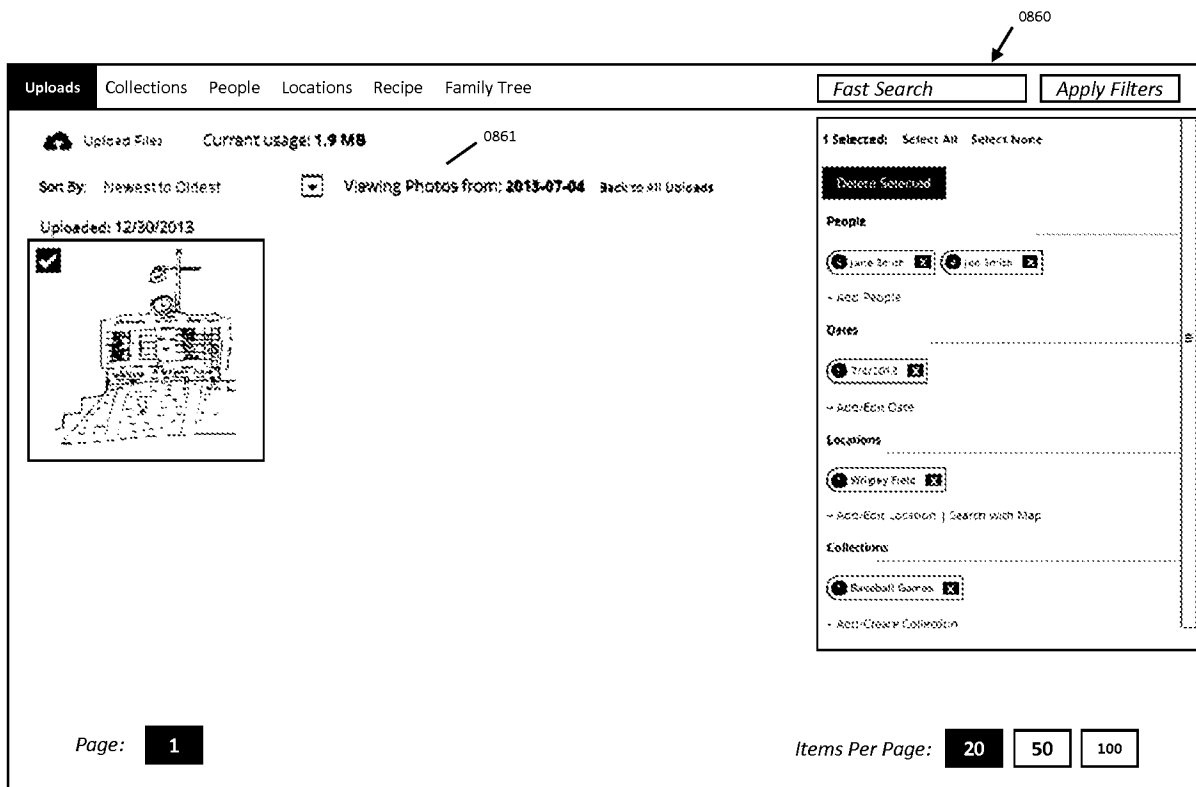 0860
Uploads Collections People Locations Recipe Family Tree Fast Search Apply Filters
Upload Files Current Usage: 1.9 MB 0861
Sort By: Newest to Oldest Viewing Photos from: 2013-07-04 Back to All Uploads
Uploaded: 12/30/2013
1 Selected: Select All Select None
Delete Selected
People
Jane Smith Joe Smith
+ Add People
Dates
7/4/2013
+ Add/Edit Date
Locations
Wrigley Field
+ Add/Edit Location | Search with Map
Collections
Baseball Games
+ Add/Create Collection
Page: 1 Items Per Page: 20 50 100